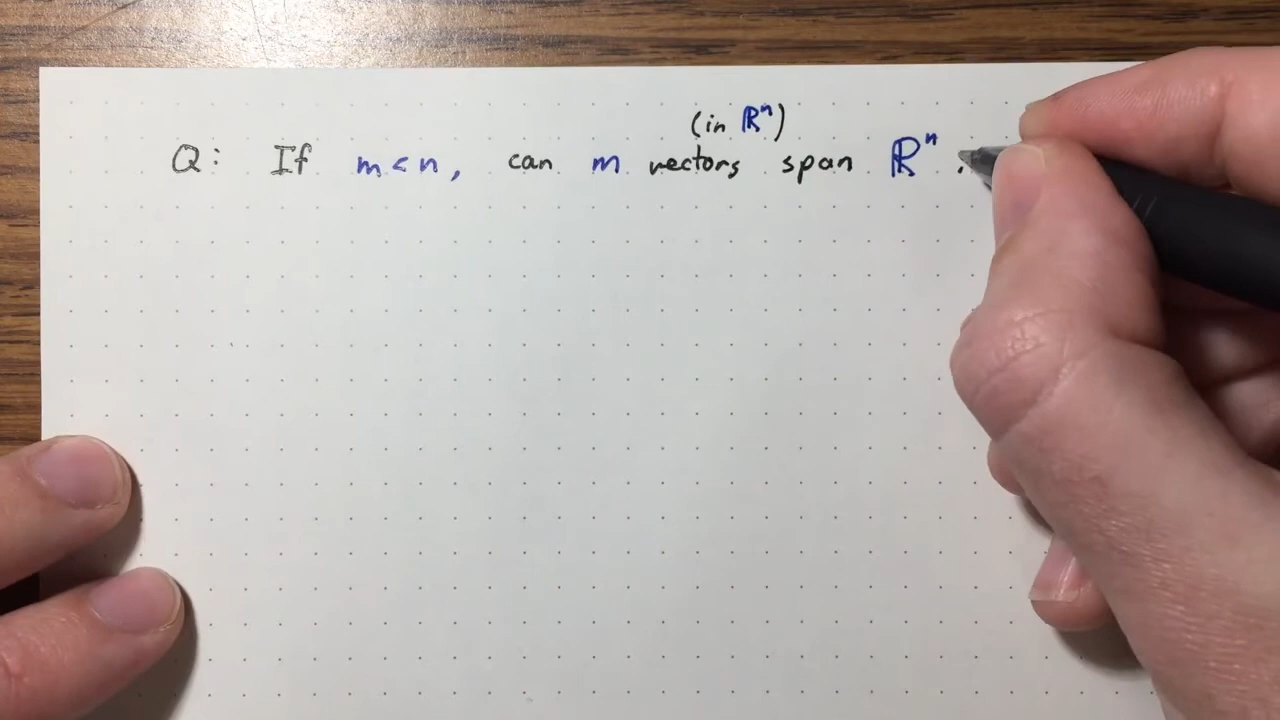 (in ℝⁿ)
Q: If m<n, can m vectors span ℝⁿ